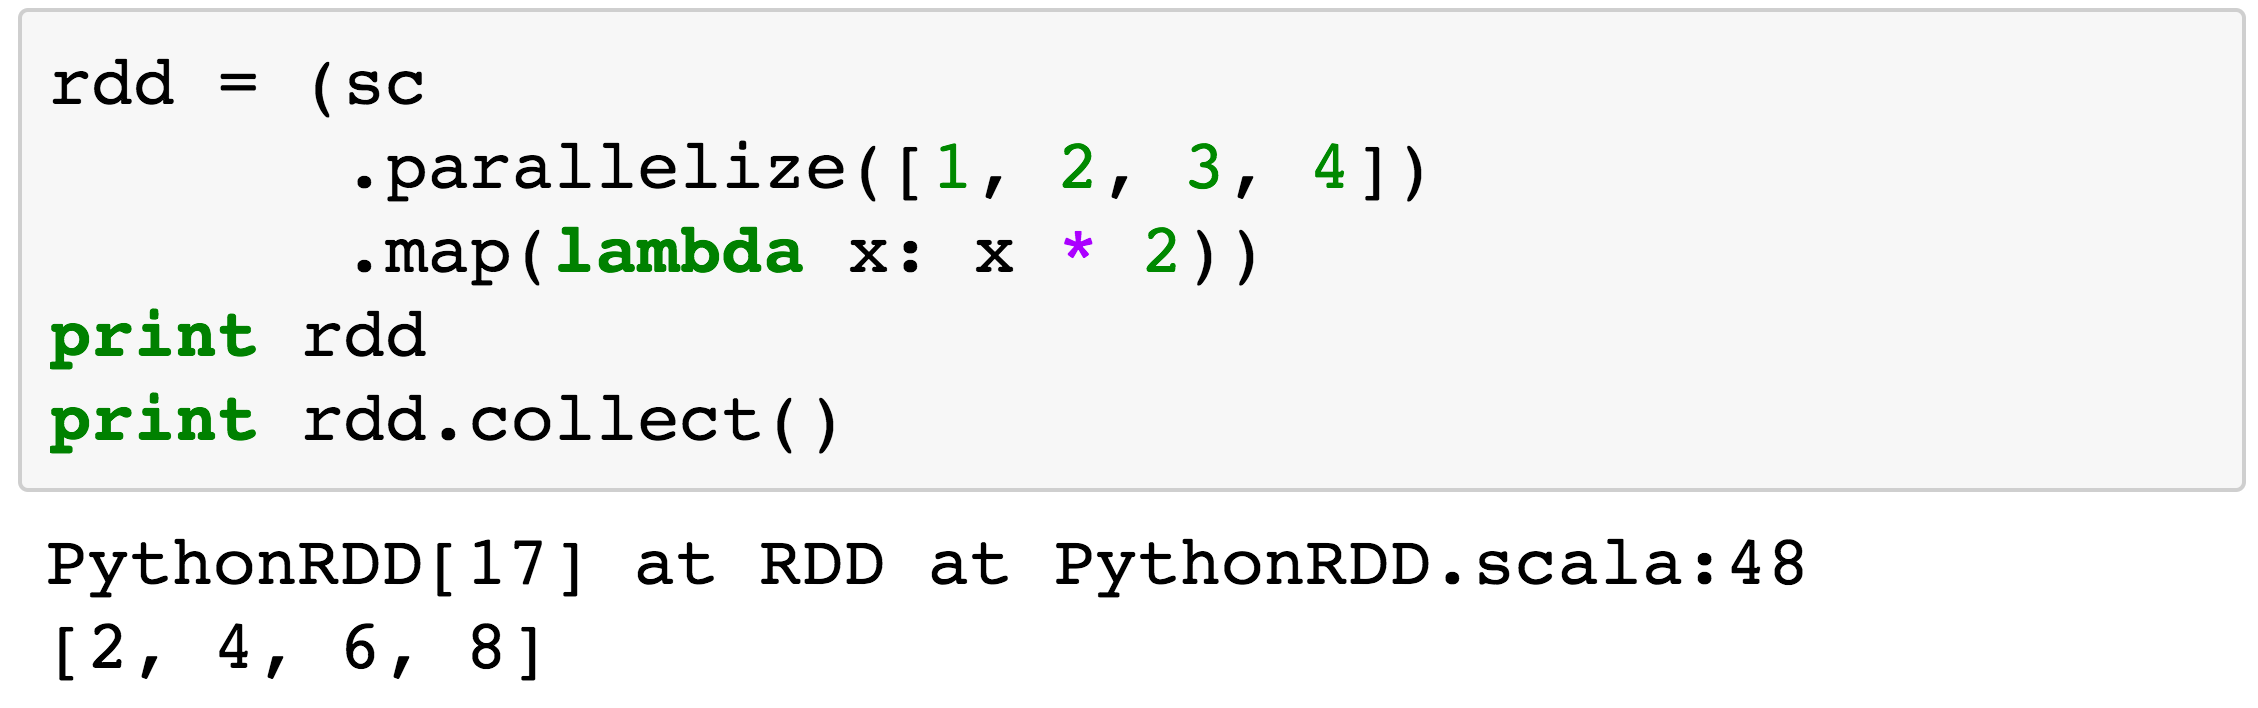 rdd = (sc
       .parallelize([1, 2, 3, 4])
       .map(lambda x: x * 2))
print rdd
print rdd.collect()
PythonRDD[17] at RDD at PythonRDD.scala:48
[2, 4, 6, 8]